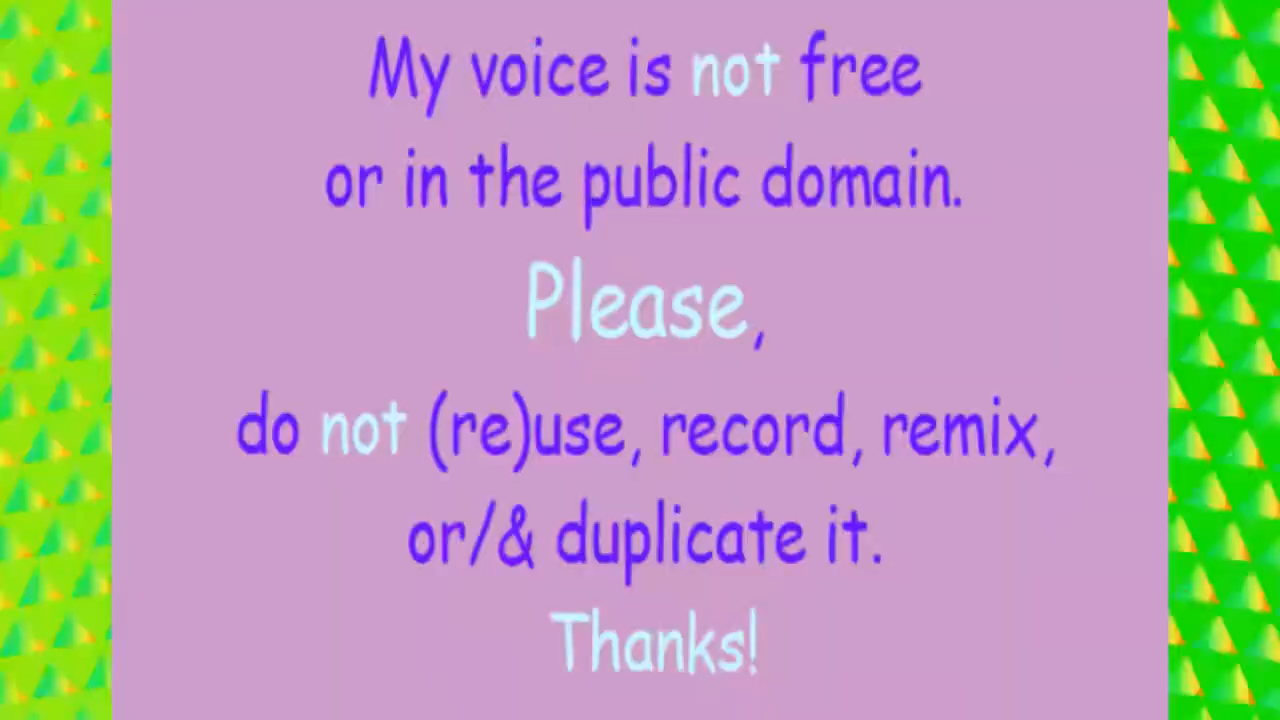 My voice is not free
or in the public domain.
Please,
do not (re)use, record, remix,
or/& duplicate it.
Thanks!